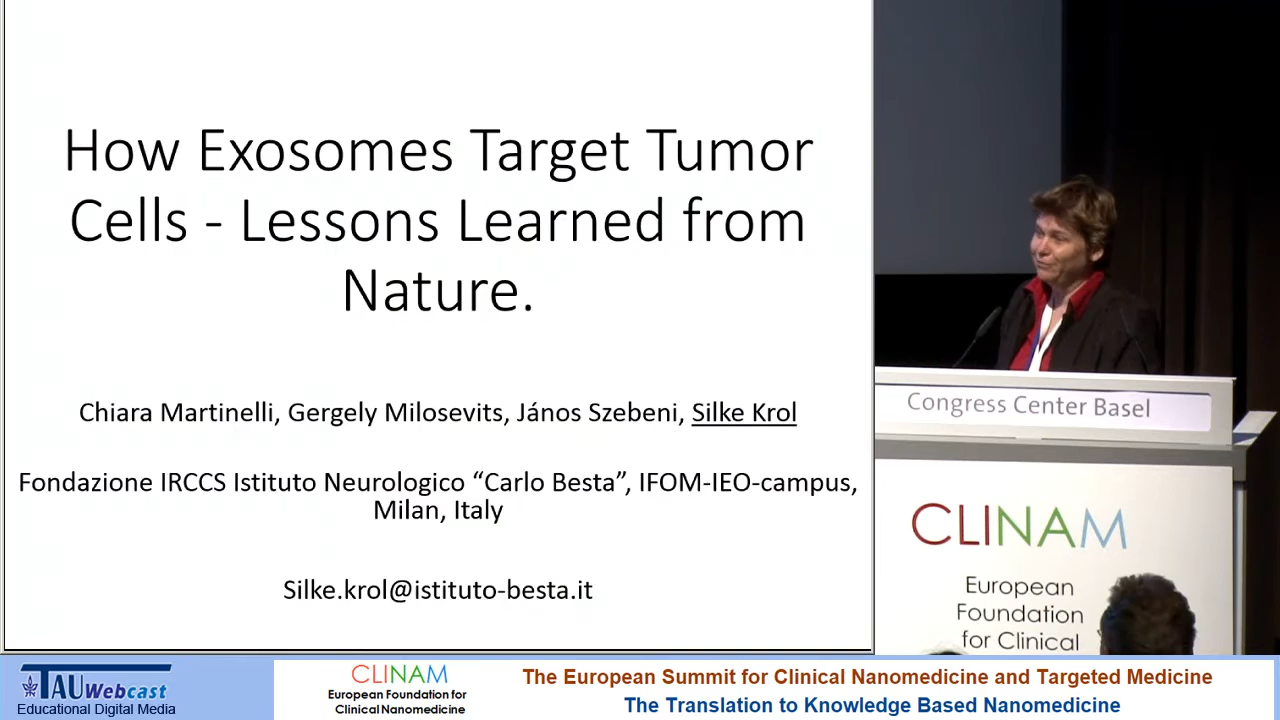 How Exosomes Target Tumor
Cells - Lessons Learned from
Nature.
Chiara Martinelli, Gergely Milosevits, János Szebeni, Silke Krol
Fondazione IRCCS Istituto Neurologico “Carlo Besta”, IFOM-IEO-campus,
Milan, Italy
Silke.krol@istituto-besta.it
Congress Center Basel
CLINAM
European
Foundation
for Clinical
TAU Webcast
Educational Digital Media
CLINAM
European Foundation for
Clinical Nanomedicine
The European Summit for Clinical Nanomedicine and Targeted Medicine
The Translation to Knowledge Based Nanomedicine